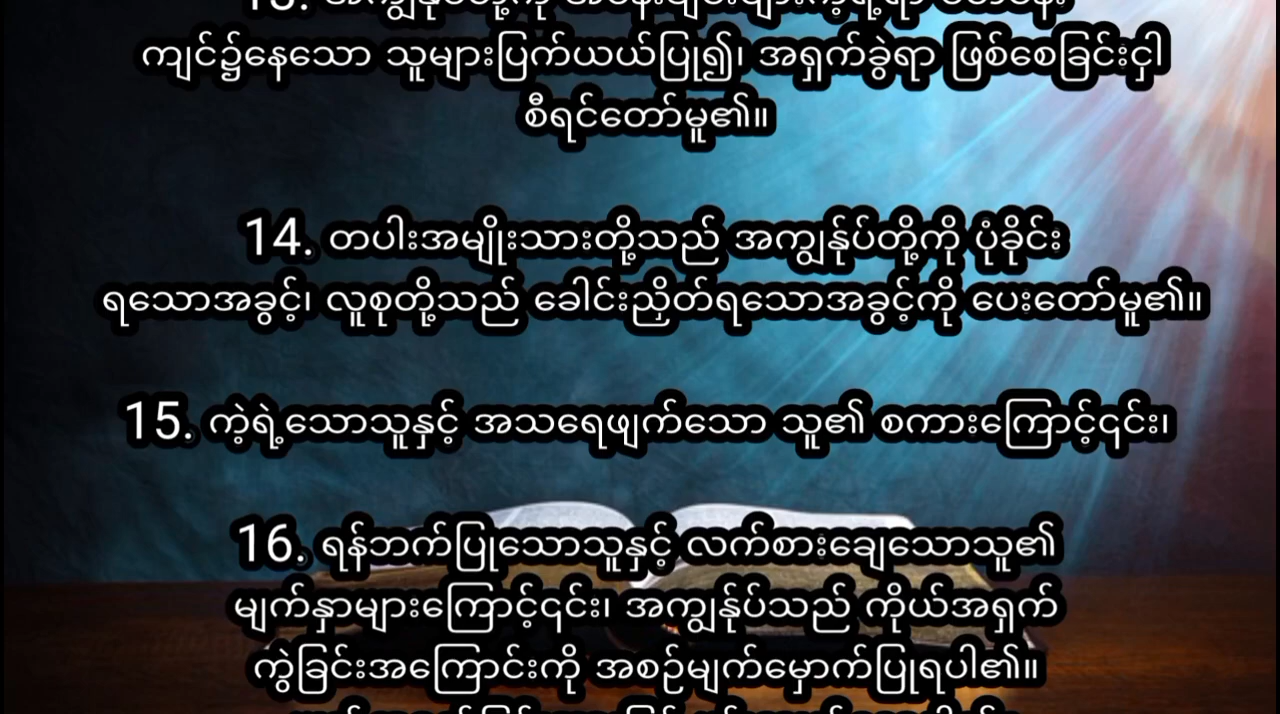 ကျင်၌နေသော သူများပြက်ယယ်ပြု၍၊ အရှက်ခွဲရာ ဖြစ်စေခြင်းငှါ
စီရင်တော်မူ၏။
14. တပါးအမျိုးသားတို့သည် အကျွန်ုပ်တို့ကို ပုံခိုင်း
ရသောအခွင့်၊ လူစုတို့သည် ခေါင်းညှိတ်ရသောအခွင့်ကို ပေးတော်မူ၏။
15. ကဲ့ရဲ့သောသူနှင့် အသရေဖျက်သော သူ၏ စကားကြောင့်၎င်း၊
16. ရန်ဘက်ပြုသောသူနှင့် လက်စားချေသောသူ၏
မျက်နှာများကြောင့်၎င်း၊ အကျွန်ုပ်သည် ကိုယ်အရှက်
ကွဲခြင်းအကြောင်းကို အစဉ်မျက်မှောက်ပြုရပါ၏။